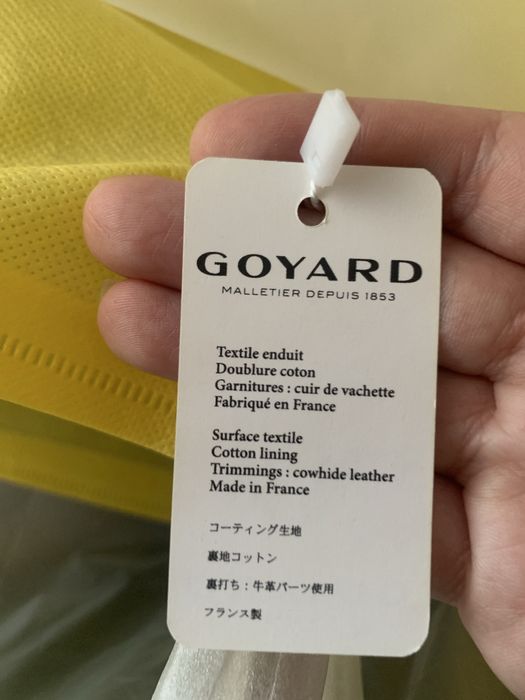 GOYARD
MALLETIER DEPUIS 1853
Textile enduit
Doublure coton
Garnitures : cuir de vachette
Fabriqué en France
Surface textile
Cotton lining
Trimmings : cowhide leather
Made in France
コーティング生地
裏地コットン
裏打ち：牛革パーツ使用
フランス製